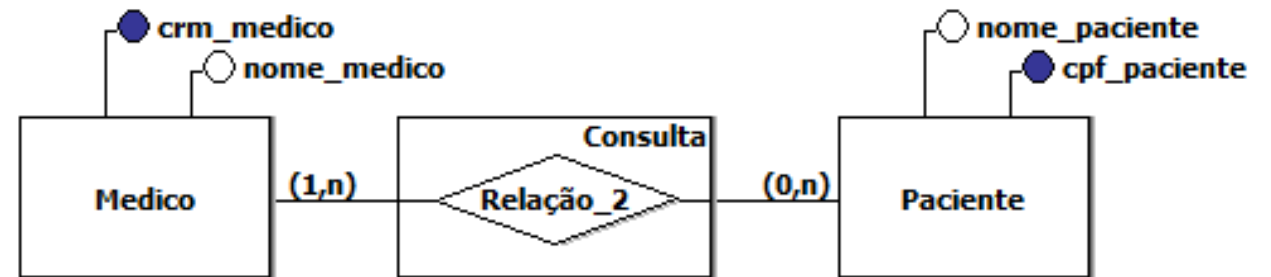 crm_medico
nome_medico
nome_paciente
cpf_paciente
Consulta
Medico
(1,n)
Relação_2
(0,n)
Paciente